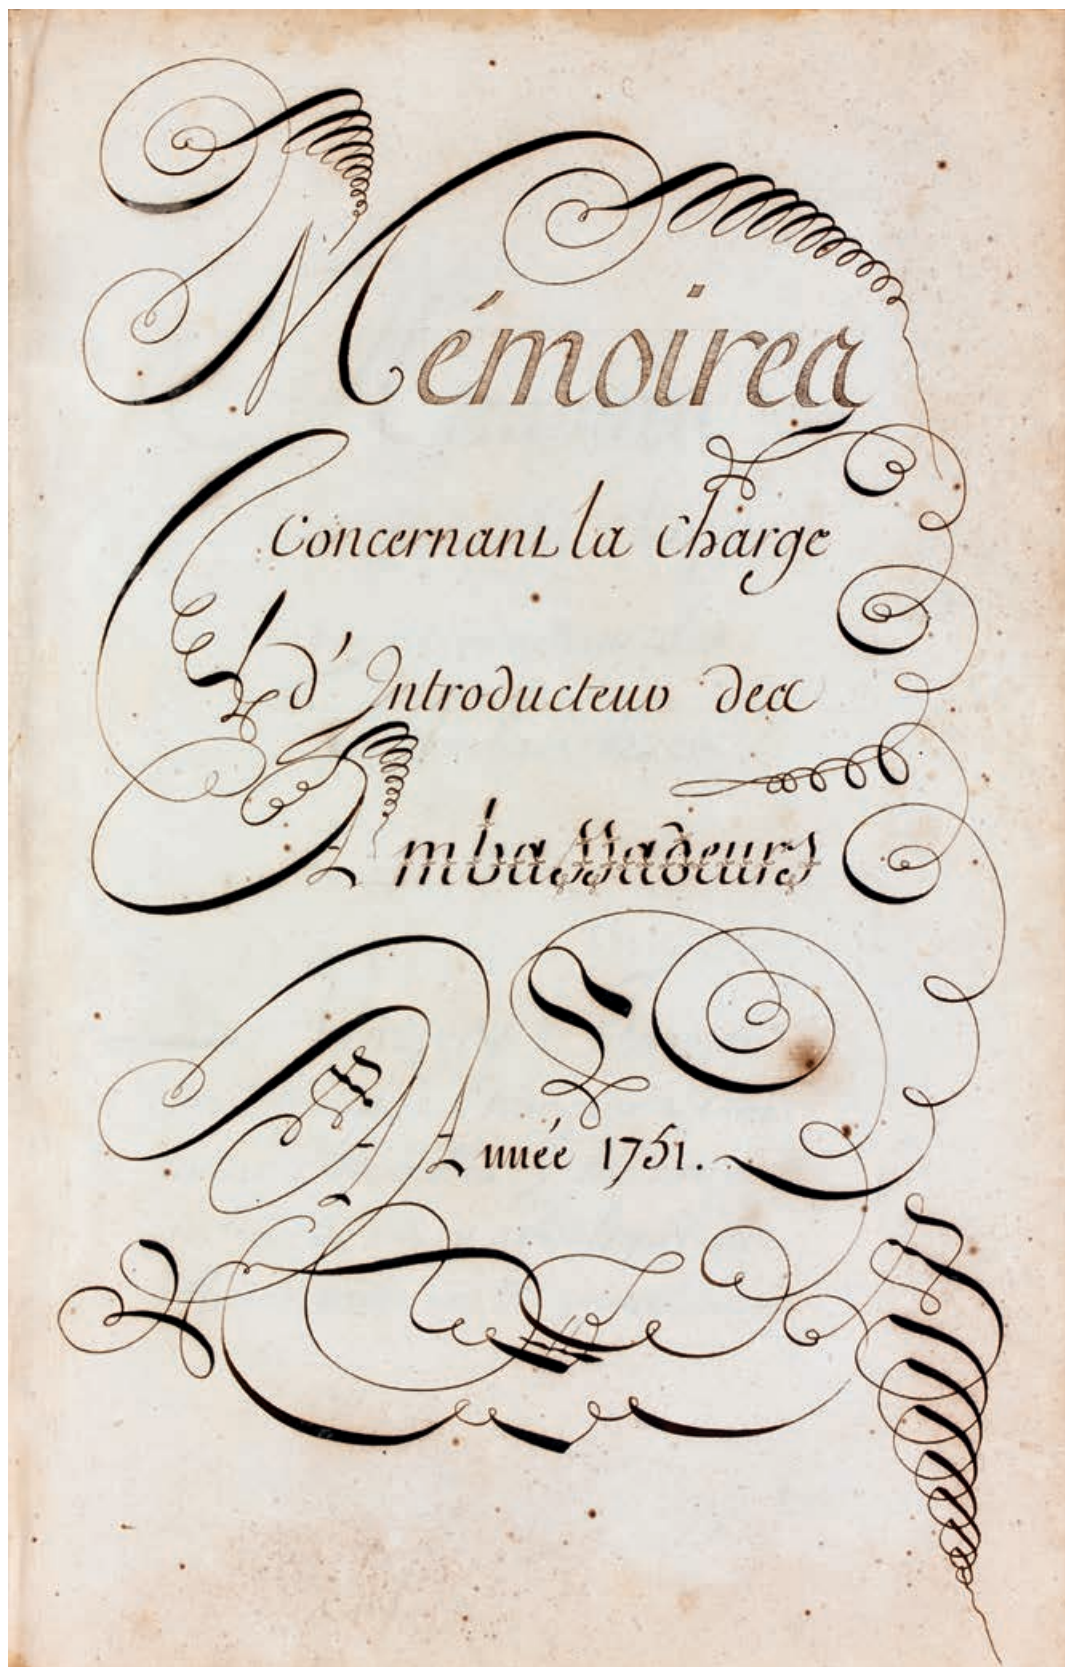 Mémoires
Concernant la Charge
d'Introducteur des
Ambassadeurs
Année 1751.